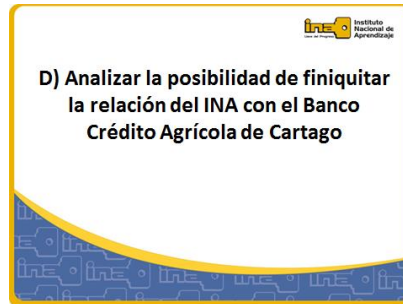 ina
Instituto
Nacional de
Aprendizaje
D) Analizar la posibilidad de finiquitar
la relación del INA con el Banco
Crédito Agrícola de Cartago